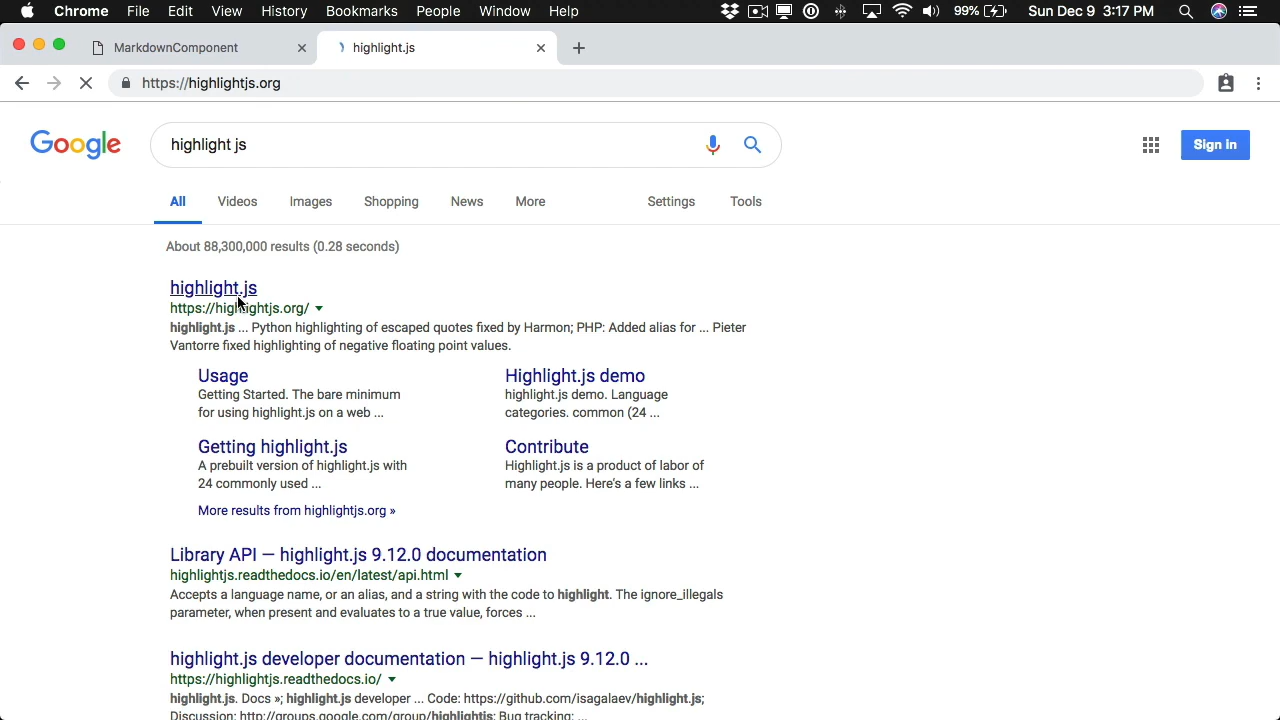 Chrome File Edit View History Bookmarks People Window Help 99% Sun Dec 9 3:17 PM
MarkdownComponent highlight.js
https://highlightjs.org
Google highlight js Sign in
All Videos Images Shopping News More Settings Tools
About 88,300,000 results (0.28 seconds)
highlight.js
https://highlightjs.org/
highlight.js ... Python highlighting of escaped quotes fixed by Harmon; PHP: Added alias for ... Pieter
Vantorre fixed highlighting of negative floating point values.
Usage
Getting Started. The bare minimum
for using highlight.js on a web ...
Highlight.js demo
highlight.js demo. Language
categories. common (24 ...
Getting highlight.js
A prebuilt version of highlight.js with
24 commonly used ...
Contribute
Highlight.js is a product of labor of
many people. Here's a few links ...
More results from highlightjs.org »
Library API — highlight.js 9.12.0 documentation
highlightjs.readthedocs.io/en/latest/api.html
Accepts a language name, or an alias, and a string with the code to highlight. The ignore_illegals
parameter, when present and evaluates to a true value, forces ...
highlight.js developer documentation — highlight.js 9.12.0 ...
https://highlightjs.readthedocs.io/
highlight.js. Docs »; highlight.js developer ... Code: https://github.com/isagalaev/highlight.js;
Discussion: http://groups.google.com/group/highlightjs; Bug tracking: ...